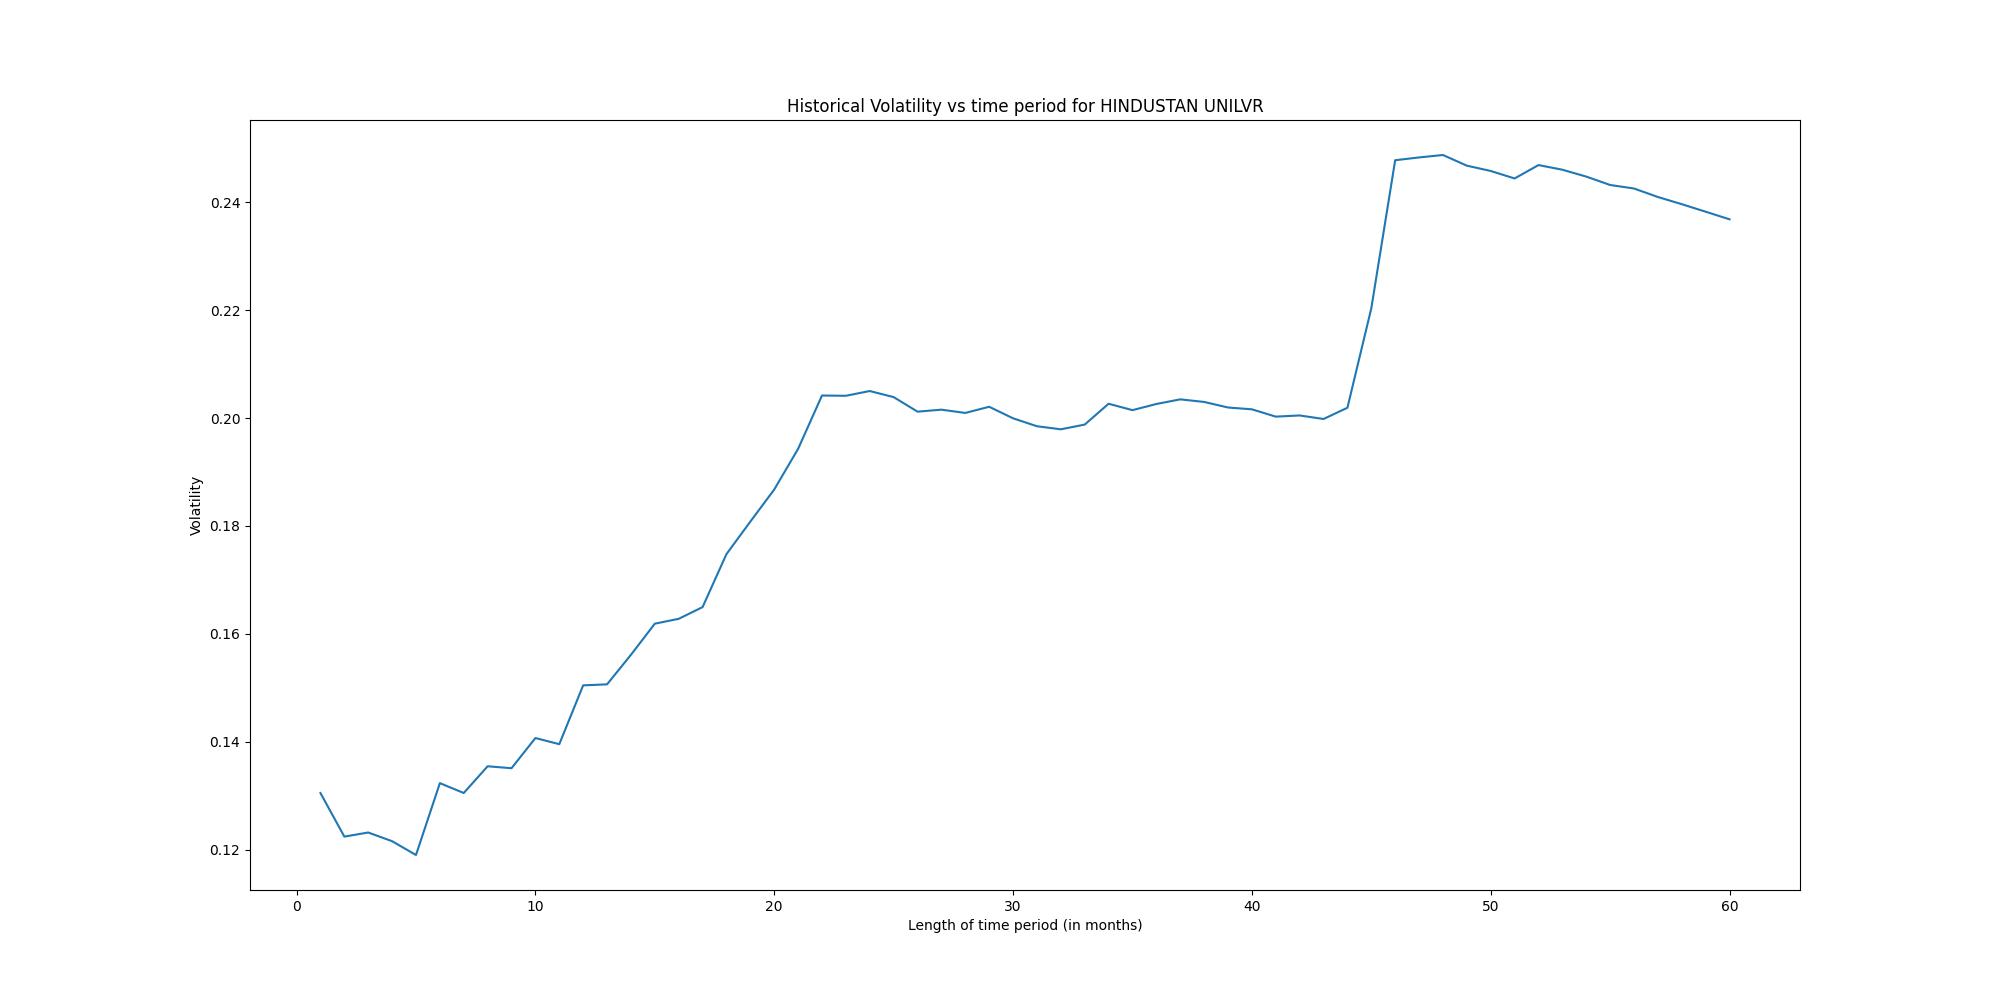 Historical Volatility vs time period for HINDUSTAN UNILVR
0.24
0.22
0.20
0.18
0.16
0.14
0.12
Volatility
0 10 20 30 40 50 60
Length of time period (in months)